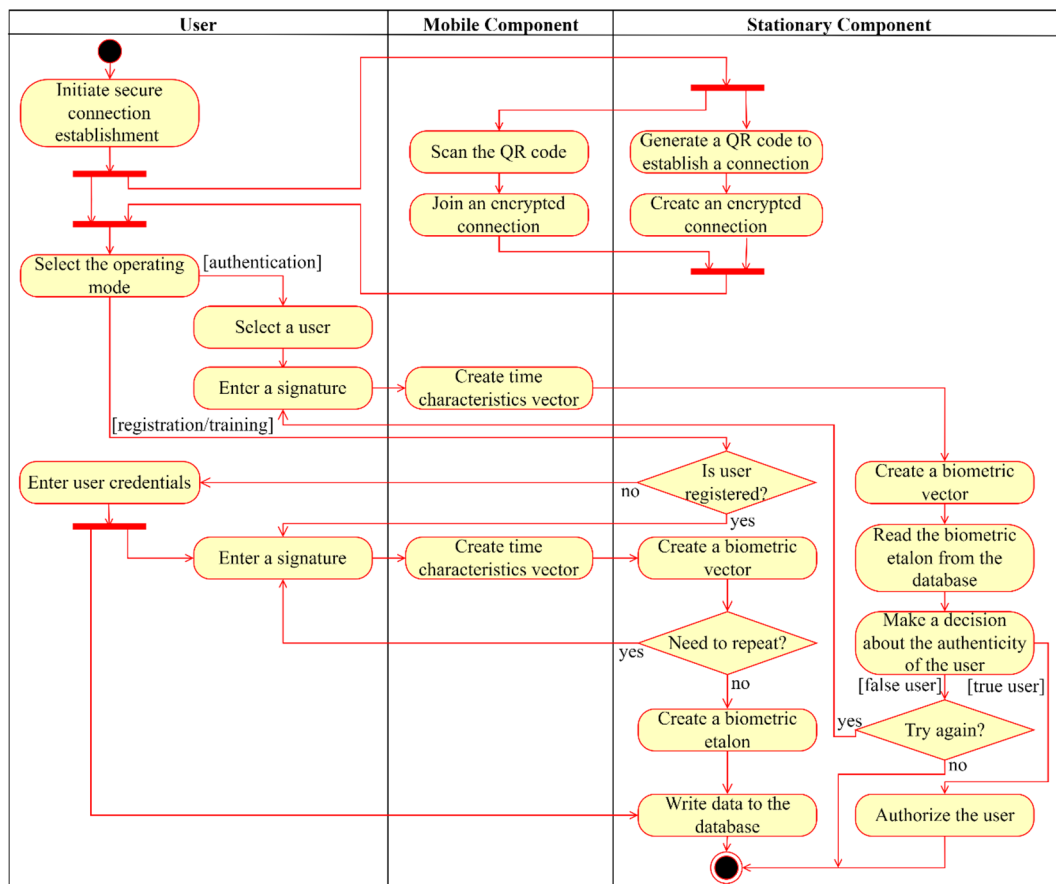 User
Mobile Component
Stationary Component
Initiate secure
connection
establishment
Scan the QR code
Generate a QR code to
establish a connection
Join an encrypted
connection
Create an encrypted
connection
Select the operating
mode
[authentication]
Select a user
Enter a signature
Create time
characteristics vector
[registration/training]
Is user
registered?
no
yes
Enter user credentials
Create a biometric
vector
Enter a signature
Create time
characteristics vector
Create a biometric
vector
Read the biometric
etalon from the
database
Need to repeat?
yes
no
Make a decision
about the authenticity
of the user
[false user]
[true user]
Create a biometric
etalon
Try again?
yes
no
Write data to the
database
Authorize the user